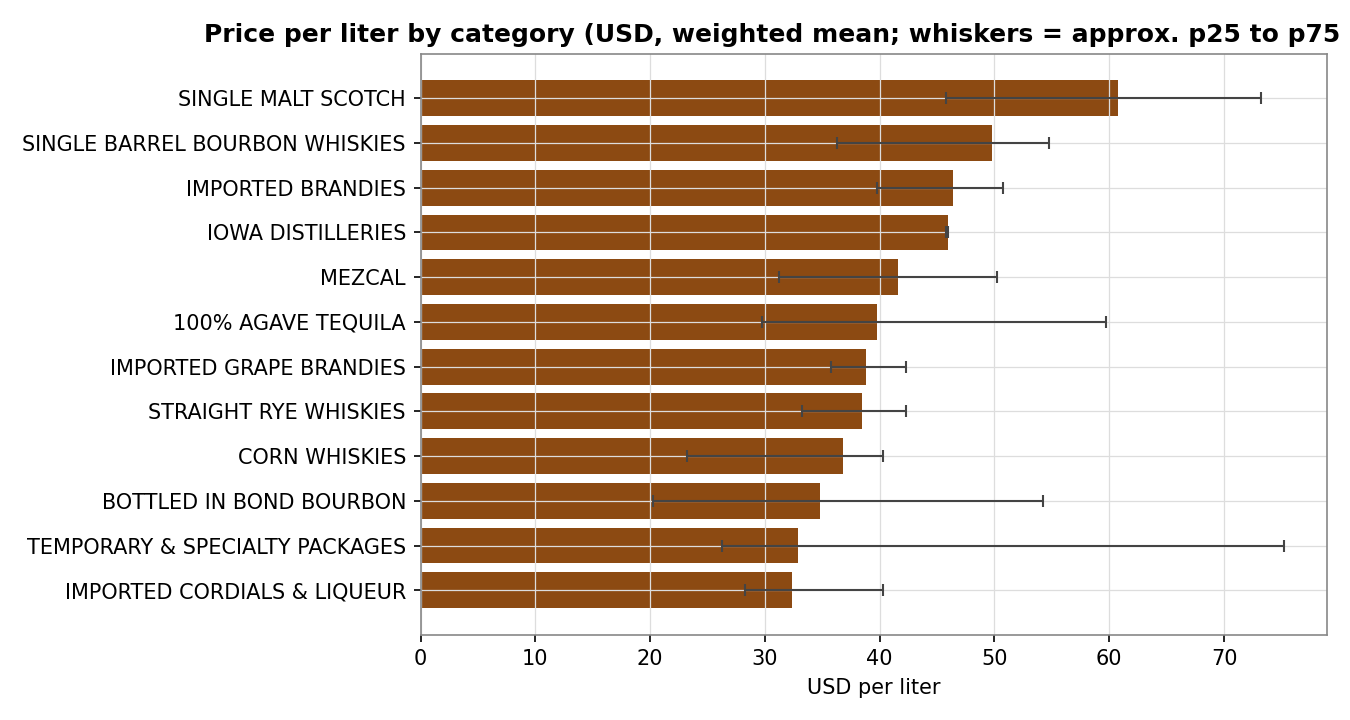 Price per liter by category (USD, weighted mean; whiskers = approx. p25 to p75
SINGLE MALT SCOTCH
SINGLE BARREL BOURBON WHISKIES
IMPORTED BRANDIES
IOWA DISTILLERIES
MEZCAL
100% AGAVE TEQUILA
IMPORTED GRAPE BRANDIES
STRAIGHT RYE WHISKIES
CORN WHISKIES
BOTTLED IN BOND BOURBON
TEMPORARY & SPECIALTY PACKAGES
IMPORTED CORDIALS & LIQUEUR
0 10 20 30 40 50 60 70
USD per liter